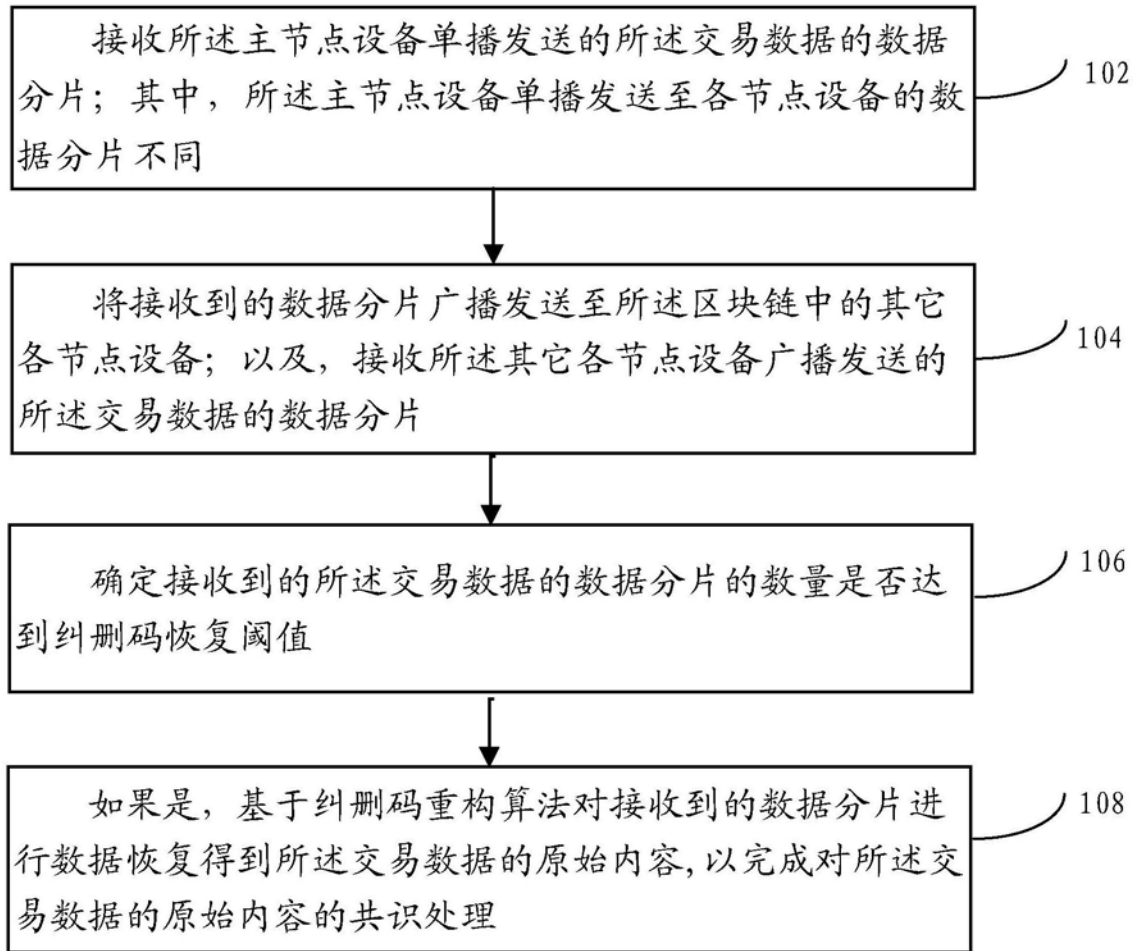 接收所述主节点设备单播发送的所述交易数据的数据
分片；其中，所述主节点设备单播发送至各节点设备的数
据分片不同
102
将接收到的数据分片广播发送至所述区块链中的其它
各节点设备；以及，接收所述其它各节点设备广播发送的
所述交易数据的数据分片
104
确定接收到的所述交易数据的数据分片的数量是否达
到纠删码恢复阈值
106
如果是，基于纠删码重构算法对接收到的数据分片进
行数据恢复得到所述交易数据的原始内容，以完成对所述交
易数据的原始内容的共识处理
108